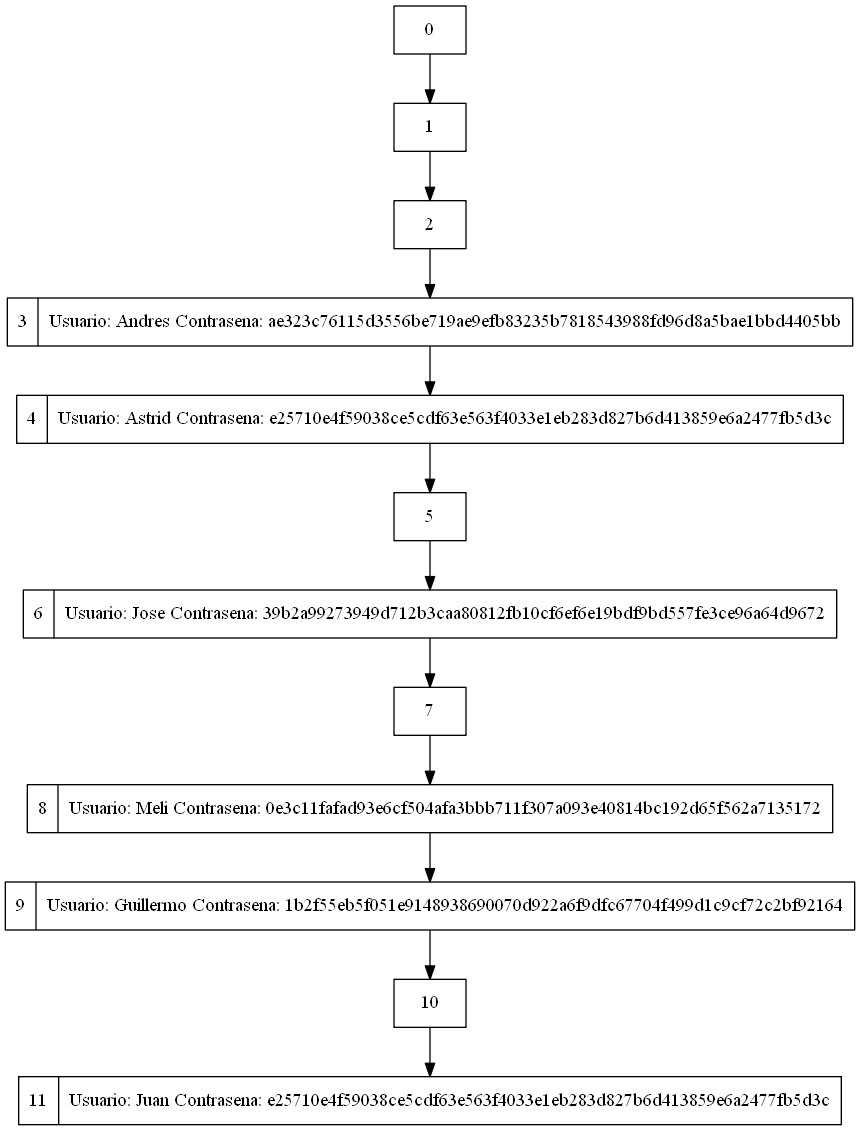 0
1
2
3 Usuario: Andres Contrasena: ae323c76115d3556be719ae9efb83235b7818543988fd96d8a5bae1bbd4405bb
4 Usuario: Astrid Contrasena: e25710e4f59038ce5cdf63e563f4033e1eb283d827b6d413859e6a2477fb5d3c
5
6 Usuario: Jose Contrasena: 39b2a99273949d712b3caa80812fb10cf6ef6e19bdf9bd557fe3ce96a64d9672
7
8 Usuario: Meli Contrasena: 0e3c11fafad93e6cf504afa3bbb711f307a093e40814bc192d65f562a7135172
9 Usuario: Guillermo Contrasena: 1b2f55eb5f051e9148938690070d922a6f9dfc67704f499d1c9cf72c2bf92164
10
11 Usuario: Juan Contrasena: e25710e4f59038ce5cdf63e563f4033e1eb283d827b6d413859e6a2477fb5d3c